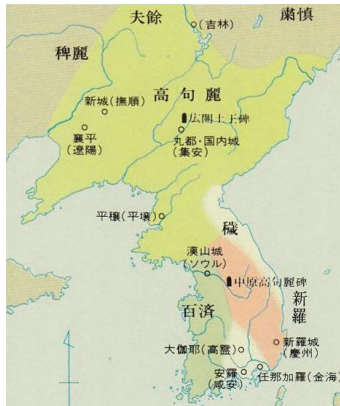 夫餘
(吉林)
粛慎
稗麗
高句麗
新城(撫順)
広開土王碑
襄平
(遼陽)
丸都・国内城
(集安)
平穣(平壌)
穢
漢山城
(ソウル)
中原高句麗碑
百済
新羅
大伽耶(高霊)
新羅城
(慶州)
安羅
(咸安)
任那加羅(金海)